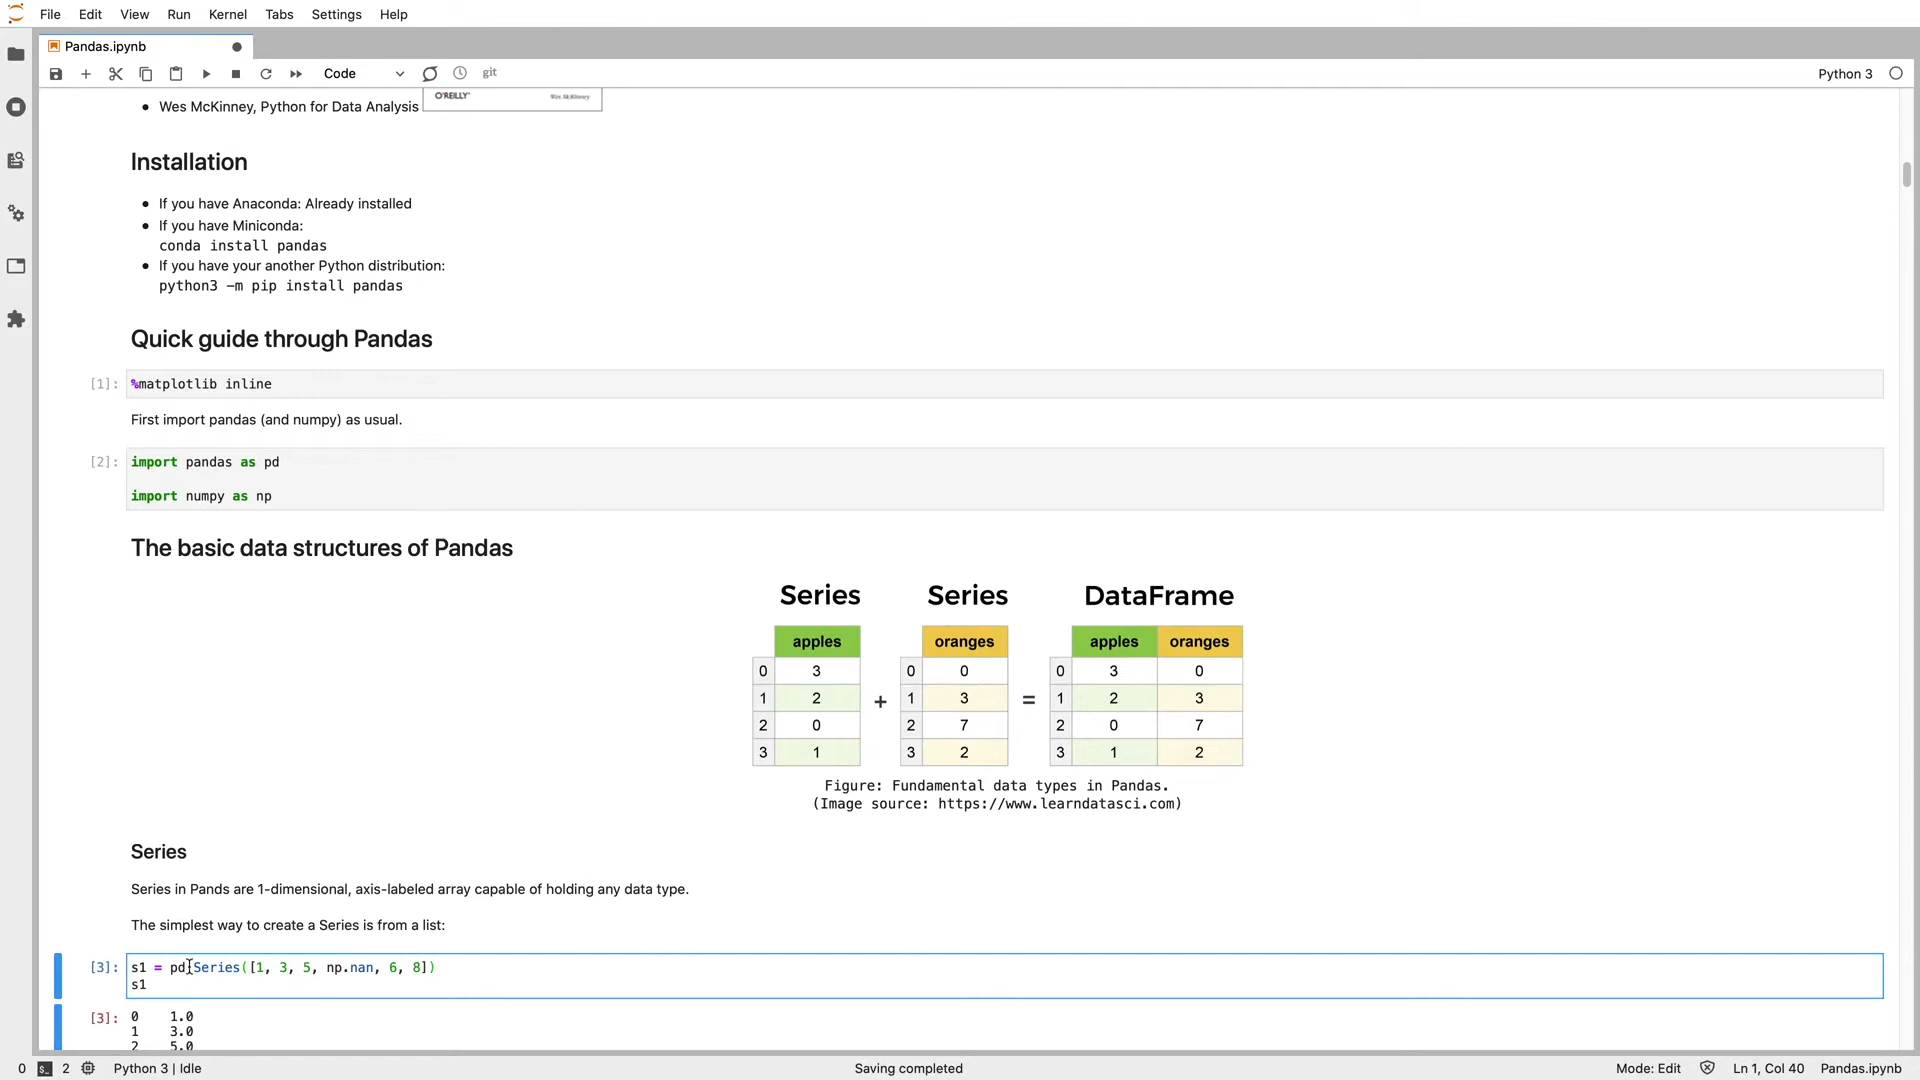 File Edit View Run Kernel Tabs Settings Help
Pandas.ipynb
Code git Python 3
Wes McKinney, Python for Data Analysis O'REILLY Wes McKinney
Installation
If you have Anaconda: Already installed
If you have Miniconda:
conda install pandas
If you have your another Python distribution:
python3 -m pip install pandas
Quick guide through Pandas
[1]: %matplotlib inline
First import pandas (and numpy) as usual.
[2]: import pandas as pd
import numpy as np
The basic data structures of Pandas
Series Series DataFrame
apples oranges apples oranges
0 3 0 0 0 3 0
1 2 + 1 3 = 1 2 3
2 0 2 7 2 0 7
3 1 3 2 3 1 2
Figure: Fundamental data types in Pandas.
(Image source: https://www.learndatasci.com)
Series
Series in Pands are 1-dimensional, axis-labeled array capable of holding any data type.
The simplest way to create a Series is from a list:
[3]: s1 = pd.Series([1, 3, 5, np.nan, 6, 8])
s1
[3]: 0 1.0
1 3.0
2 5.0
0 2 Python 3 | Idle Saving completed Mode: Edit Ln 1, Col 40 Pandas.ipynb